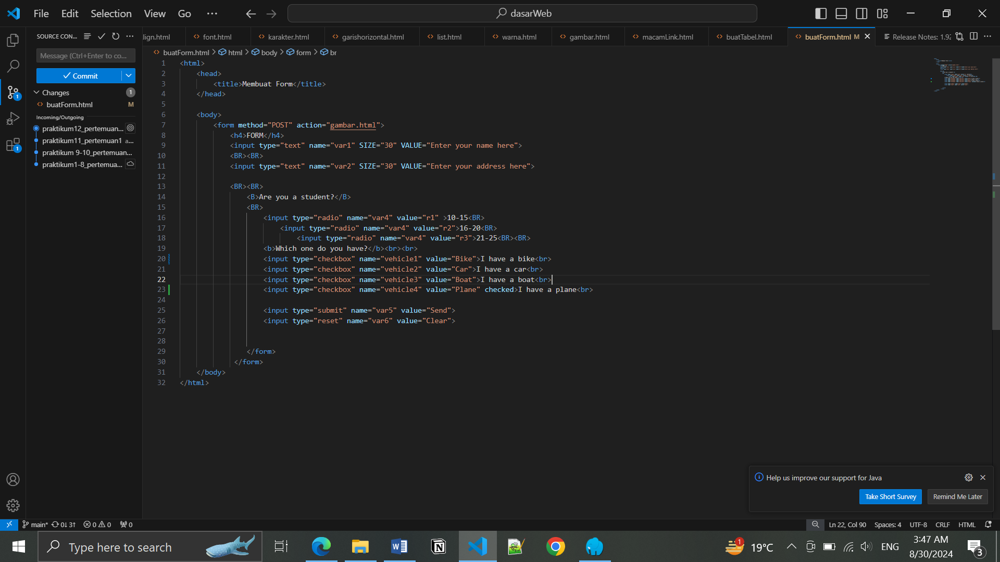 File Edit Selection View Go ··· dasarWeb
SOURCE CON...
Message (Ctrl+Enter to co...
Commit
Changes 1
buatForm.html M
Incoming/Outgoing
praktikum12_pertemuan...
praktikum11_pertemuan1 a...
praktikum 9-10_pertemuan...
praktikum1-8_pertemua...
1
1
lign.html font.html karakter.html garishorizontal.html list.html warna.html gambar.html macamLink.html buatTabel.html buatForm.html M Release Notes: 1.92
buatForm.html > html > body > form > br
1 <html>
2 <head>
3 <title>Membuat Form</title>
4 </head>
5
6 <body>
7 <form method="POST" action="gambar.html">
8 <h4>FORM</h4>
9 <input type="text" name="var1" SIZE="30" VALUE="Enter your name here">
10 <BR><BR>
11 <input type="text" name="var2" SIZE="30" VALUE="Enter your address here">
12
13 <BR><BR>
14 <B>Are you a student?</B>
15 <BR>
16 <input type="radio" name="var4" value="r1" >10-15<BR>
17 <input type="radio" name="var4" value="r2">16-20<BR>
18 <input type="radio" name="var4" value="r3">21-25<BR><BR>
19 <b>Which one do you have?</b><br><br>
20 <input type="checkbox" name="vehicle1" value="Bike">I have a bike<br>
21 <input type="checkbox" name="vehicle2" value="Car">I have a car<br>
22 <input type="checkbox" name="vehicle3" value="Boat">I have a boat<br>
23 <input type="checkbox" name="vehicle4" value="Plane" checked>I have a plane<br>
24
25 <input type="submit" name="var5" value="Send">
26 <input type="reset" name="var6" value="Clear">
27
28
29 </form>
30 </form>
31 </body>
32 </html>
Help us improve our support for Java
Take Short Survey Remind Me Later
main* 0↓ 3↑ 0 0 0 Ln 22, Col 90 Spaces: 4 UTF-8 CRLF HTML
Type here to search 1 19°C ENG 3:47 AM
8/30/2024 3